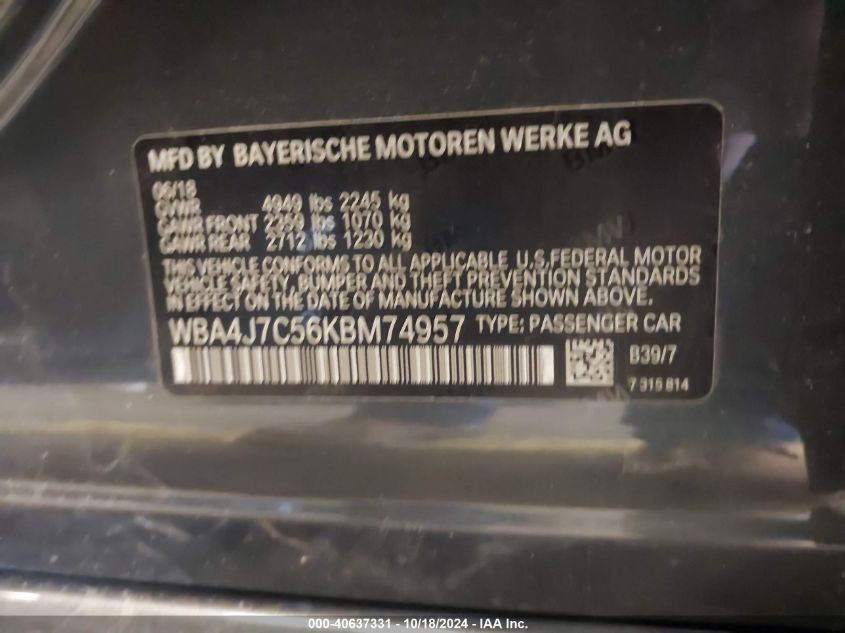 MFD BY BAYERISCHE MOTOREN WERKE AG
06/18
GVWR 4949 lbs 2245 kg
GAWR FRONT 2359 lbs 1070 kg
GAWR REAR 2712 lbs 1230 kg
THIS VEHICLE CONFORMS TO ALL APPLICABLE U.S.FEDERAL MOTOR
VEHICLE SAFETY, BUMPER AND THEFT PREVENTION STANDARDS
IN EFFECT ON THE DATE OF MANUFACTURE SHOWN ABOVE.
WBA4J7C56KBM74957 TYPE: PASSENGER CAR
B39/7
7 315 814
000-40637331 - 10/18/2024 - IAA Inc.